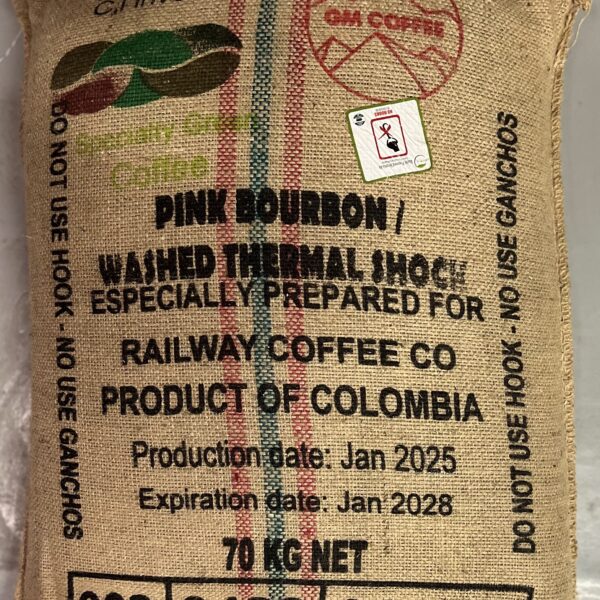 GM COFFEE
Specialty Green
Coffee
PINK BOURBON /
WASHED THERMAL SHOCK
ESPECIALLY PREPARED FOR
RAILWAY COFFEE CO
PRODUCT OF COLOMBIA
Production date: Jan 2025
Expiration date: Jan 2028
70 KG NET
DO NOT USE HOOK - NO USE GANCHOS
DO NOT USE HOOK - NO USE GANCHOS